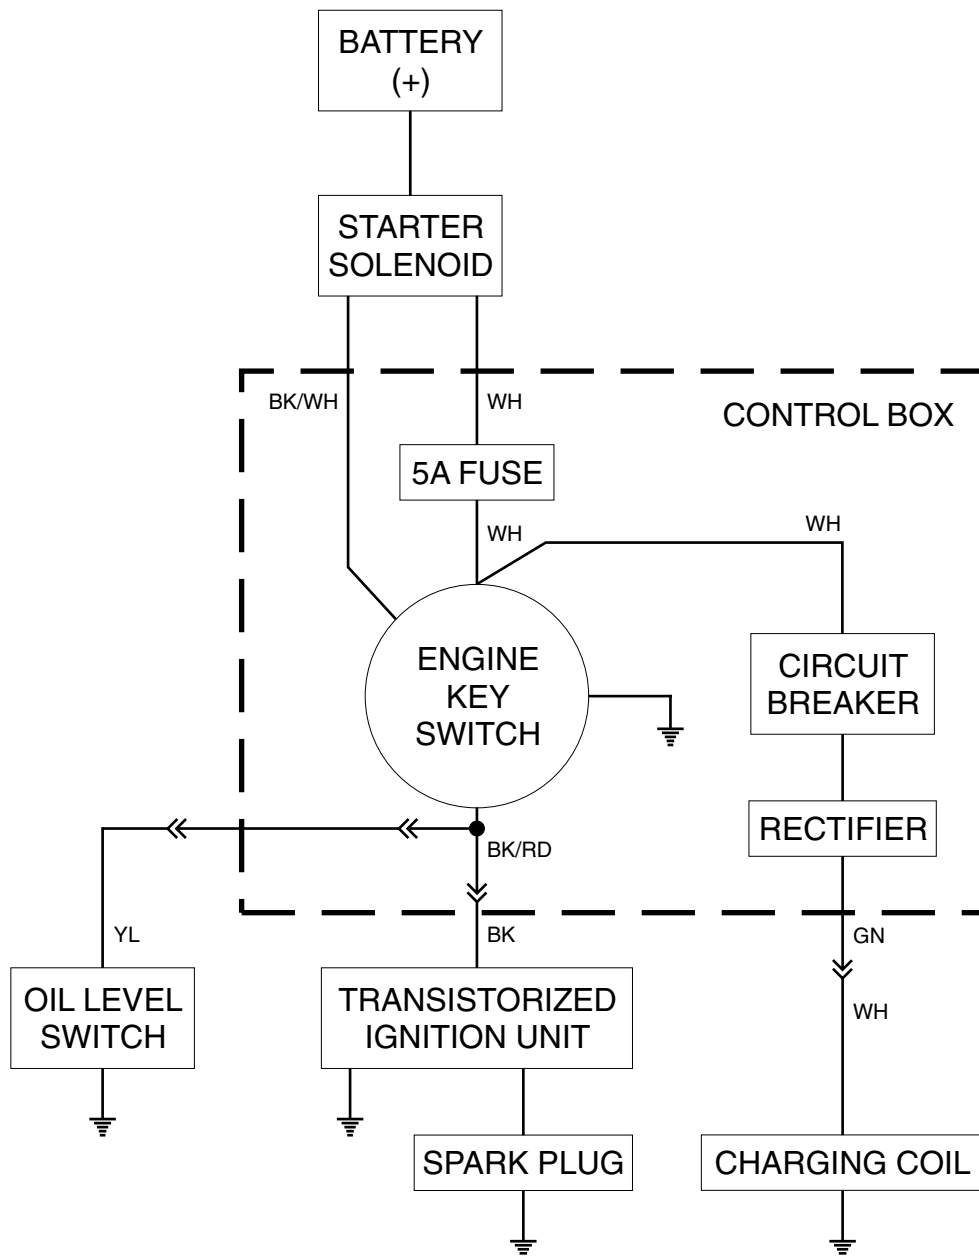 BATTERY
(+)
STARTER
SOLENOID
BK/WH
WH
CONTROL BOX
5A FUSE
WH
WH
ENGINE
KEY
SWITCH
CIRCUIT
BREAKER
RECTIFIER
BK/RD
YL
BK
GN
OIL LEVEL
SWITCH
TRANSISTORIZED
IGNITION UNIT
WH
SPARK PLUG
CHARGING COIL